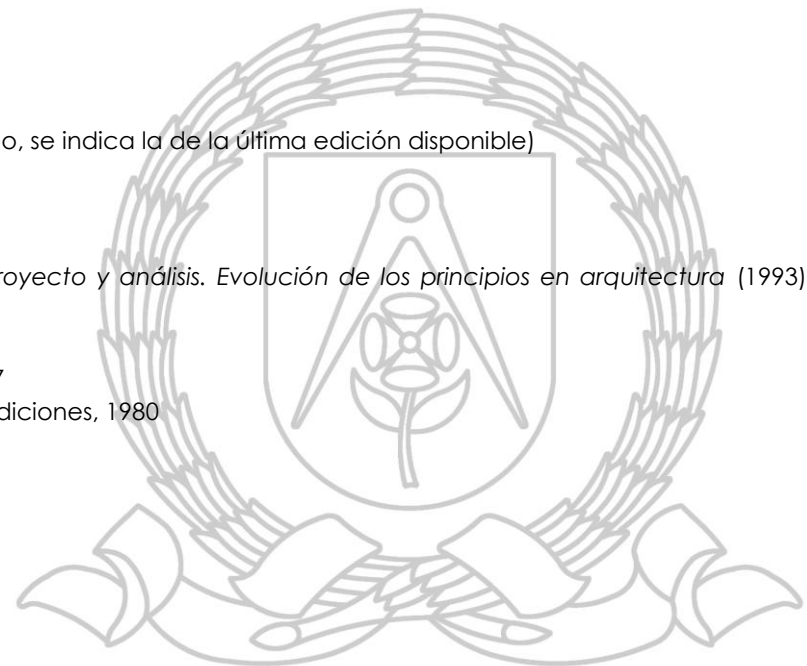 o, se indica la de la última edición disponible)
royecto y análisis. Evolución de los principios en arquitectura (1993)
diciones, 1980